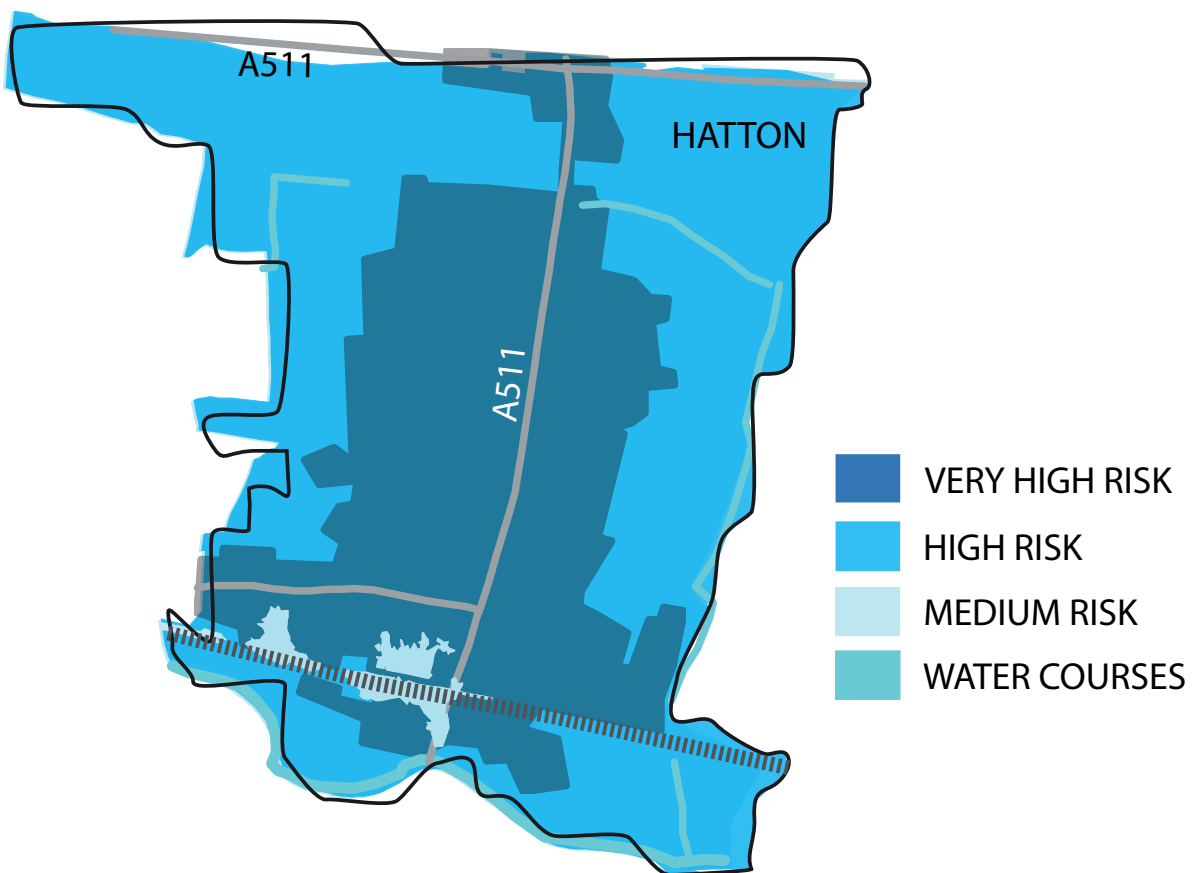 A511
HATTON
A511
VERY HIGH RISK
HIGH RISK
MEDIUM RISK
WATER COURSES